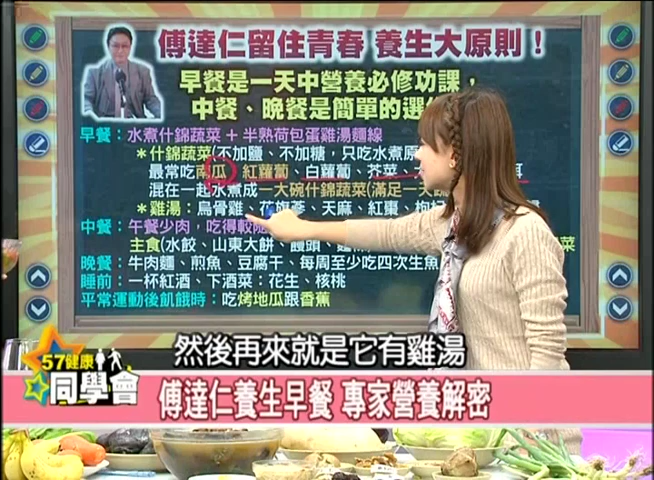 傅達仁留住青春 養生大原則！
早餐是一天中營養必修功課，
中餐、晚餐是簡單的選
早餐：水煮什錦蔬菜 + 半熟荷包蛋雞湯麵線
*什錦蔬菜(不加鹽、不加糖，只吃水煮原
最常吃南瓜、紅蘿蔔、白蘿蔔、芥菜、
混在一起水煮成一大碗什錦蔬菜(滿足一天
*雞湯：烏骨雞、花旗蔘、天麻、紅棗、枸
中餐：午餐少肉，吃得較隨
主食(水餃、山東大餅、饅頭、
菜
晚餐：牛肉麵、煎魚、豆腐干、每周至少吃四次生魚
睡前：一杯紅酒、下酒菜：花生、核桃
平常運動後飢餓時：吃烤地瓜跟香蕉
然後再來就是它有雞湯
57健康
同學會
傅達仁養生早餐 專家營養解密